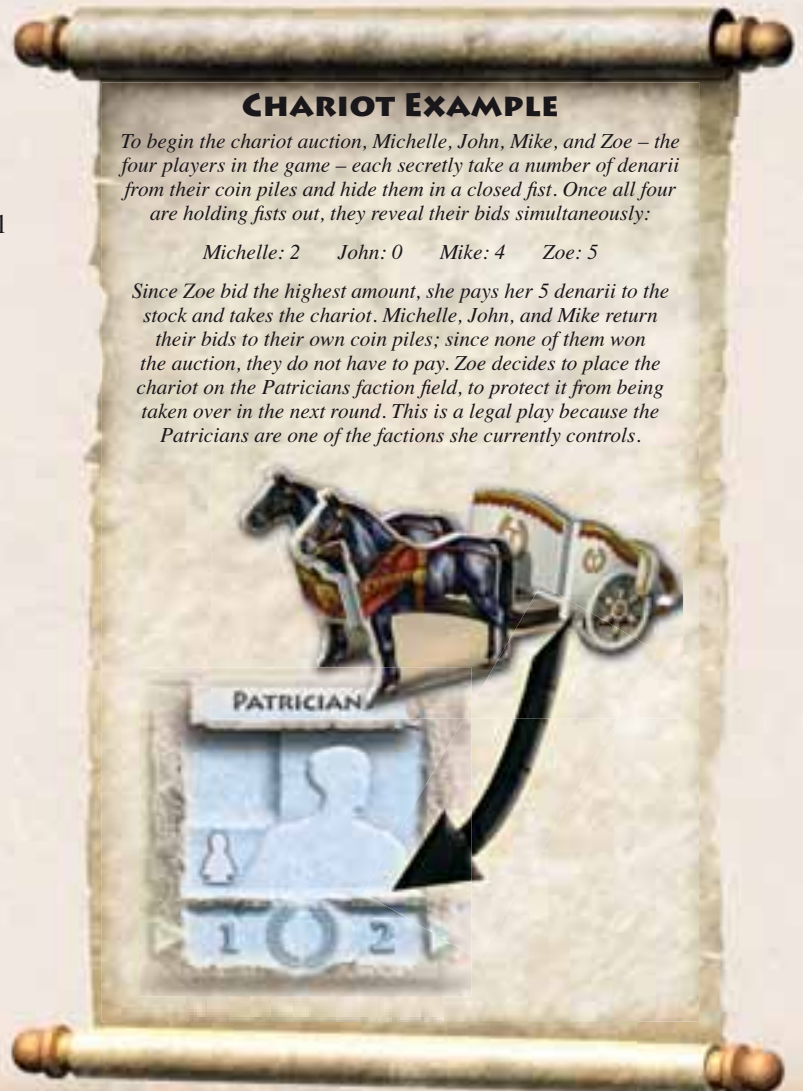 CHARIOT EXAMPLE
To begin the chariot auction, Michelle, John, Mike, and Zoe – the
four players in the game – each secretly take a number of denarii
from their coin piles and hide them in a closed fist. Once all four
are holding fists out, they reveal their bids simultaneously:
Michelle: 2 John: 0 Mike: 4 Zoe: 5
Since Zoe bid the highest amount, she pays her 5 denarii to the
stock and takes the chariot. Michelle, John, and Mike return
their bids to their own coin piles; since none of them won
the auction, they do not have to pay. Zoe decides to place the
chariot on the Patricians faction field, to protect it from being
taken over in the next round. This is a legal play because the
Patricians are one of the factions she currently controls.
PATRICIAN
1 2